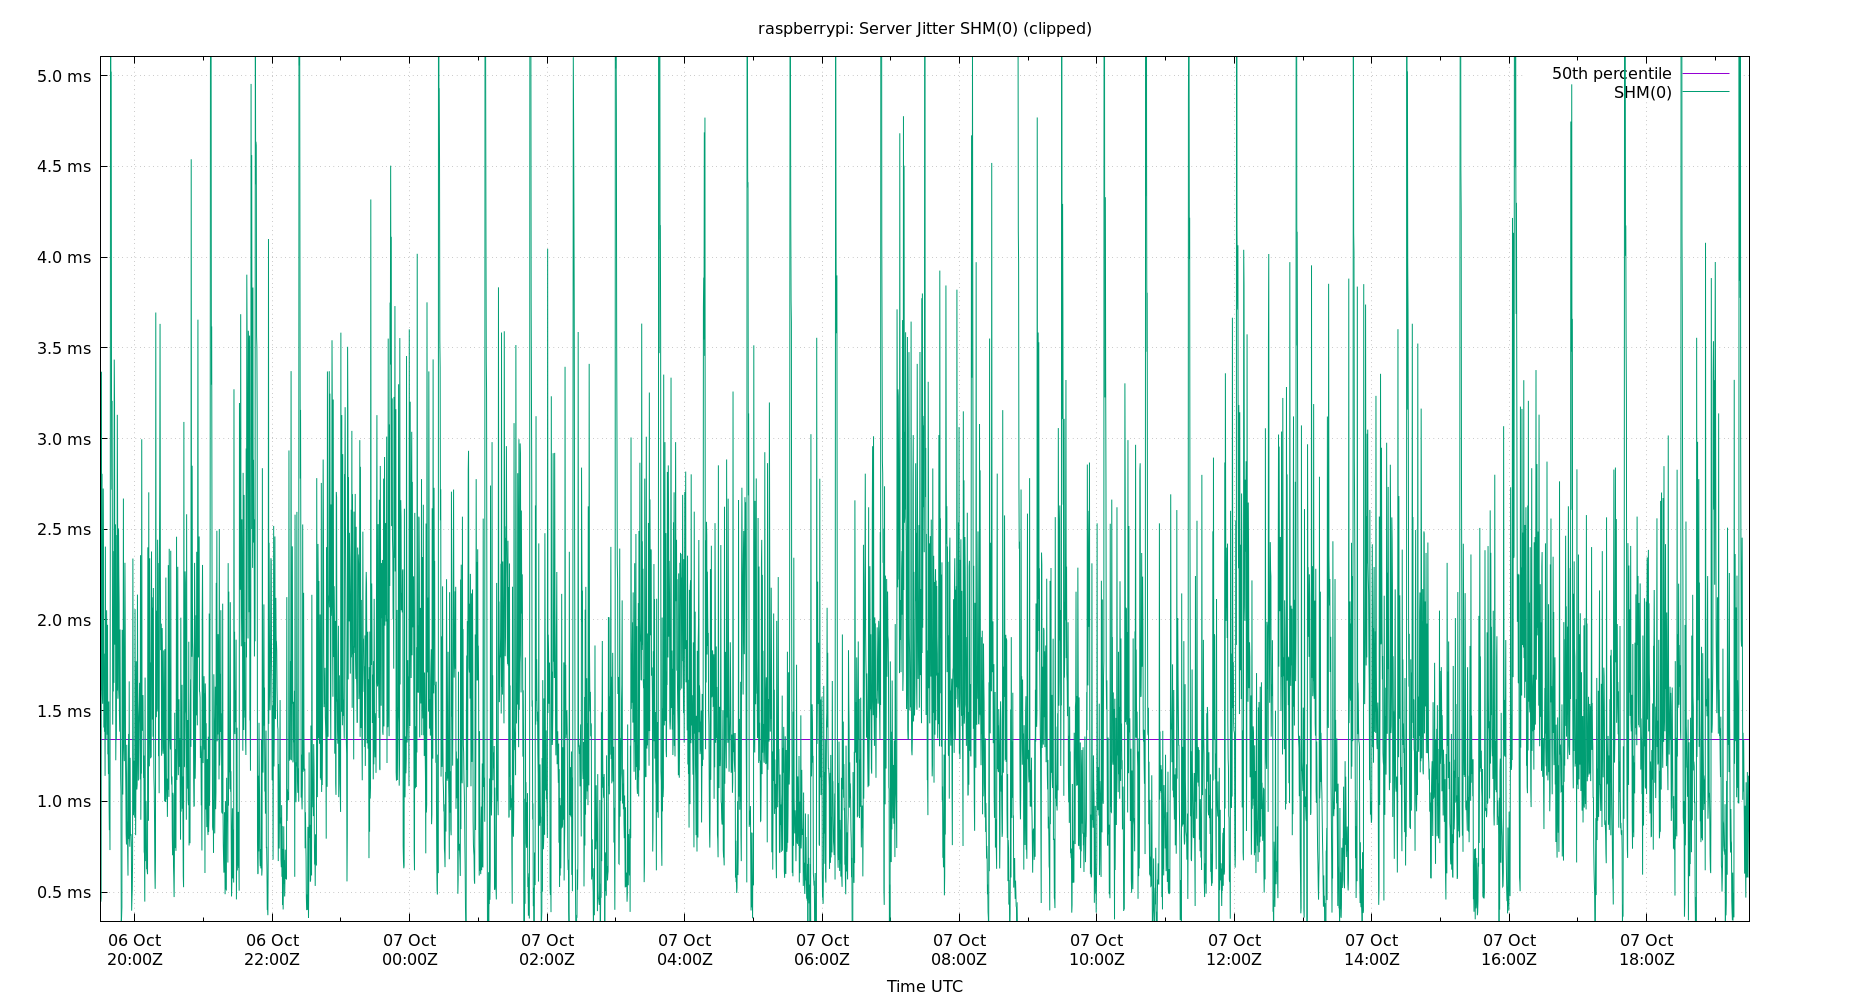 raspberrypi: Server Jitter SHM(0) (clipped)
50th percentile
SHM(0)
5.0 ms
4.5 ms
4.0 ms
3.5 ms
3.0 ms
2.5 ms
2.0 ms
1.5 ms
1.0 ms
0.5 ms
06 Oct 06 Oct 07 Oct 07 Oct 07 Oct 07 Oct 07 Oct 07 Oct 07 Oct 07 Oct 07 Oct 07 Oct
20:00Z 22:00Z 00:00Z 02:00Z 04:00Z 06:00Z 08:00Z 10:00Z 12:00Z 14:00Z 16:00Z 18:00Z
Time UTC